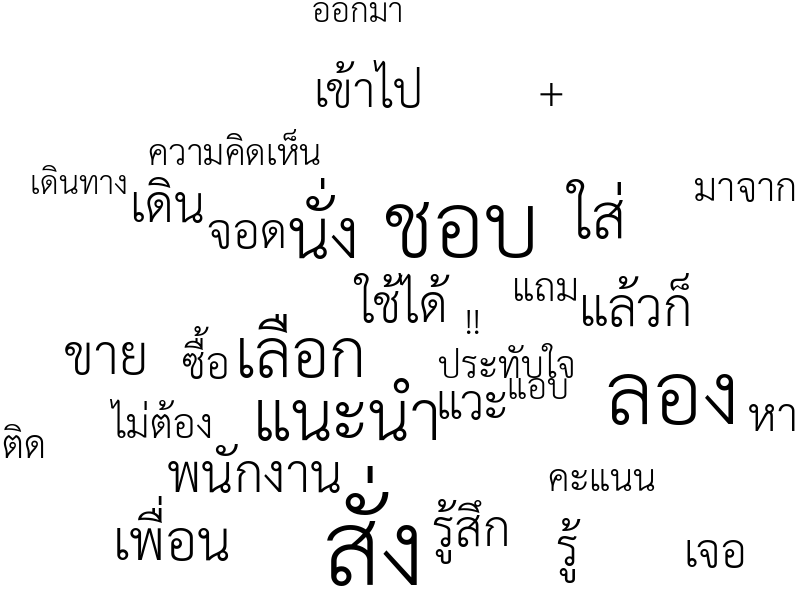 ออกมา
เข้าไป +
ความคิดเห็น
เดินทาง เดิน จอด นั่ง ชอบ ใส่ มาจาก
ใช้ได้ !! แถม แล้วก็
ขาย ซื้อ เลือก ประทับใจ
แนะนำ แวะ แอบ ลอง หา
ติด ไม่ต้อง
พนักงาน คะแนน
เพื่อน สั่ง รู้สึก รู้ เจอ